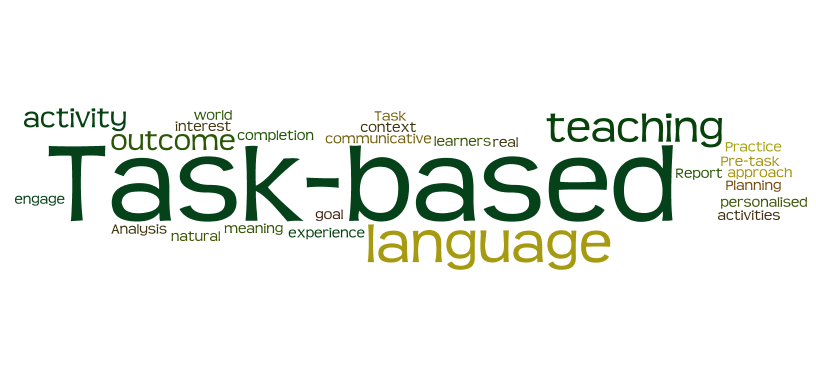 activity
world
interest
outcome
completion
Task
context
communicative
learners
real
teaching
Task-based
Practice
Pre-task
approach
Report
Planning
personalised
activities
engage
Analysis
natural
meaning
goal
experience
language